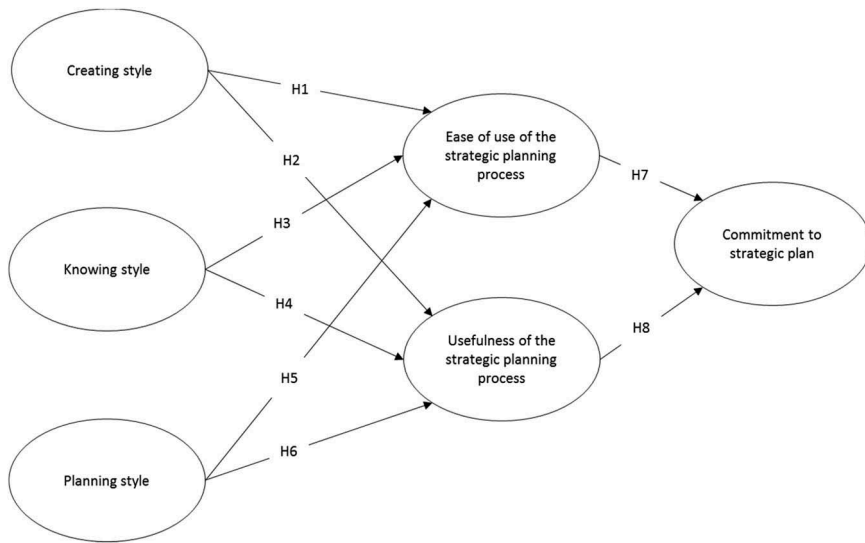 Creating style
H1
Ease of use of the
strategic planning
process
H2
H7
H3
Commitment to
strategic plan
Knowing style
H4
Usefulness of the
strategic planning
process
H8
H5
H6
Planning style